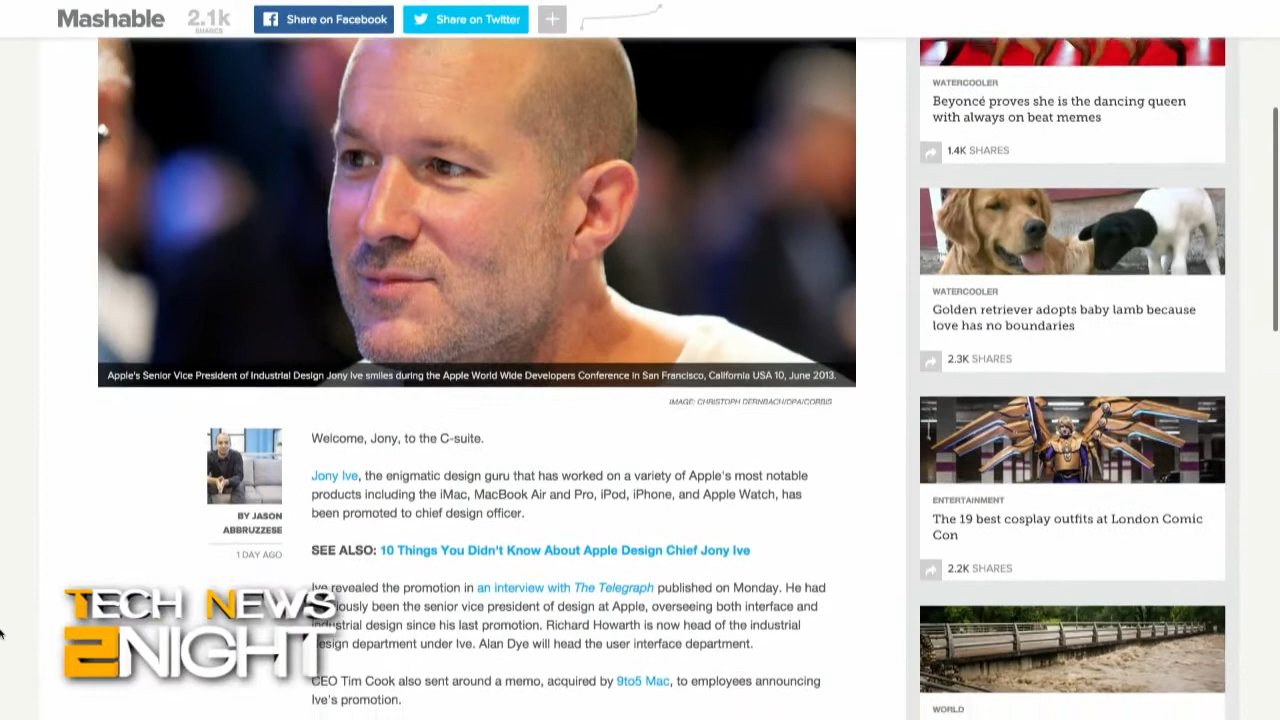 Mashable
2.1k
SHARES
Share on Facebook
Share on Twitter
Apple's Senior Vice President of Industrial Design Jony Ive smiles during the Apple World Wide Developers Conference in San Francisco, California USA 10, June 2013.
IMAGE: CHRISTOPH DERNBACH/DPA/CORBIS
BY JASON
ABBRUZZESE
1 DAY AGO
Welcome, Jony, to the C-suite.
Jony Ive, the enigmatic design guru that has worked on a variety of Apple's most notable
products including the iMac, MacBook Air and Pro, iPod, iPhone, and Apple Watch, has
been promoted to chief design officer.
SEE ALSO: 10 Things You Didn't Know About Apple Design Chief Jony Ive
Ive revealed the promotion in an interview with The Telegraph published on Monday. He had
been the senior vice president of design at Apple, overseeing both interface and
industrial design since his last promotion. Richard Howarth is now head of the industrial
design department under Ive. Alan Dye will head the user interface department.
CEO Tim Cook also sent around a memo, acquired by 9to5 Mac, to employees announcing
Ive's promotion.
TECH NEWS
2NIGHT
WATERCOOLER
Beyoncé proves she is the dancing queen
with always on beat memes
1.4K SHARES
WATERCOOLER
Golden retriever adopts baby lamb because
love has no boundaries
2.3K SHARES
ENTERTAINMENT
The 19 best cosplay outfits at London Comic
Con
2.2K SHARES
WORLD